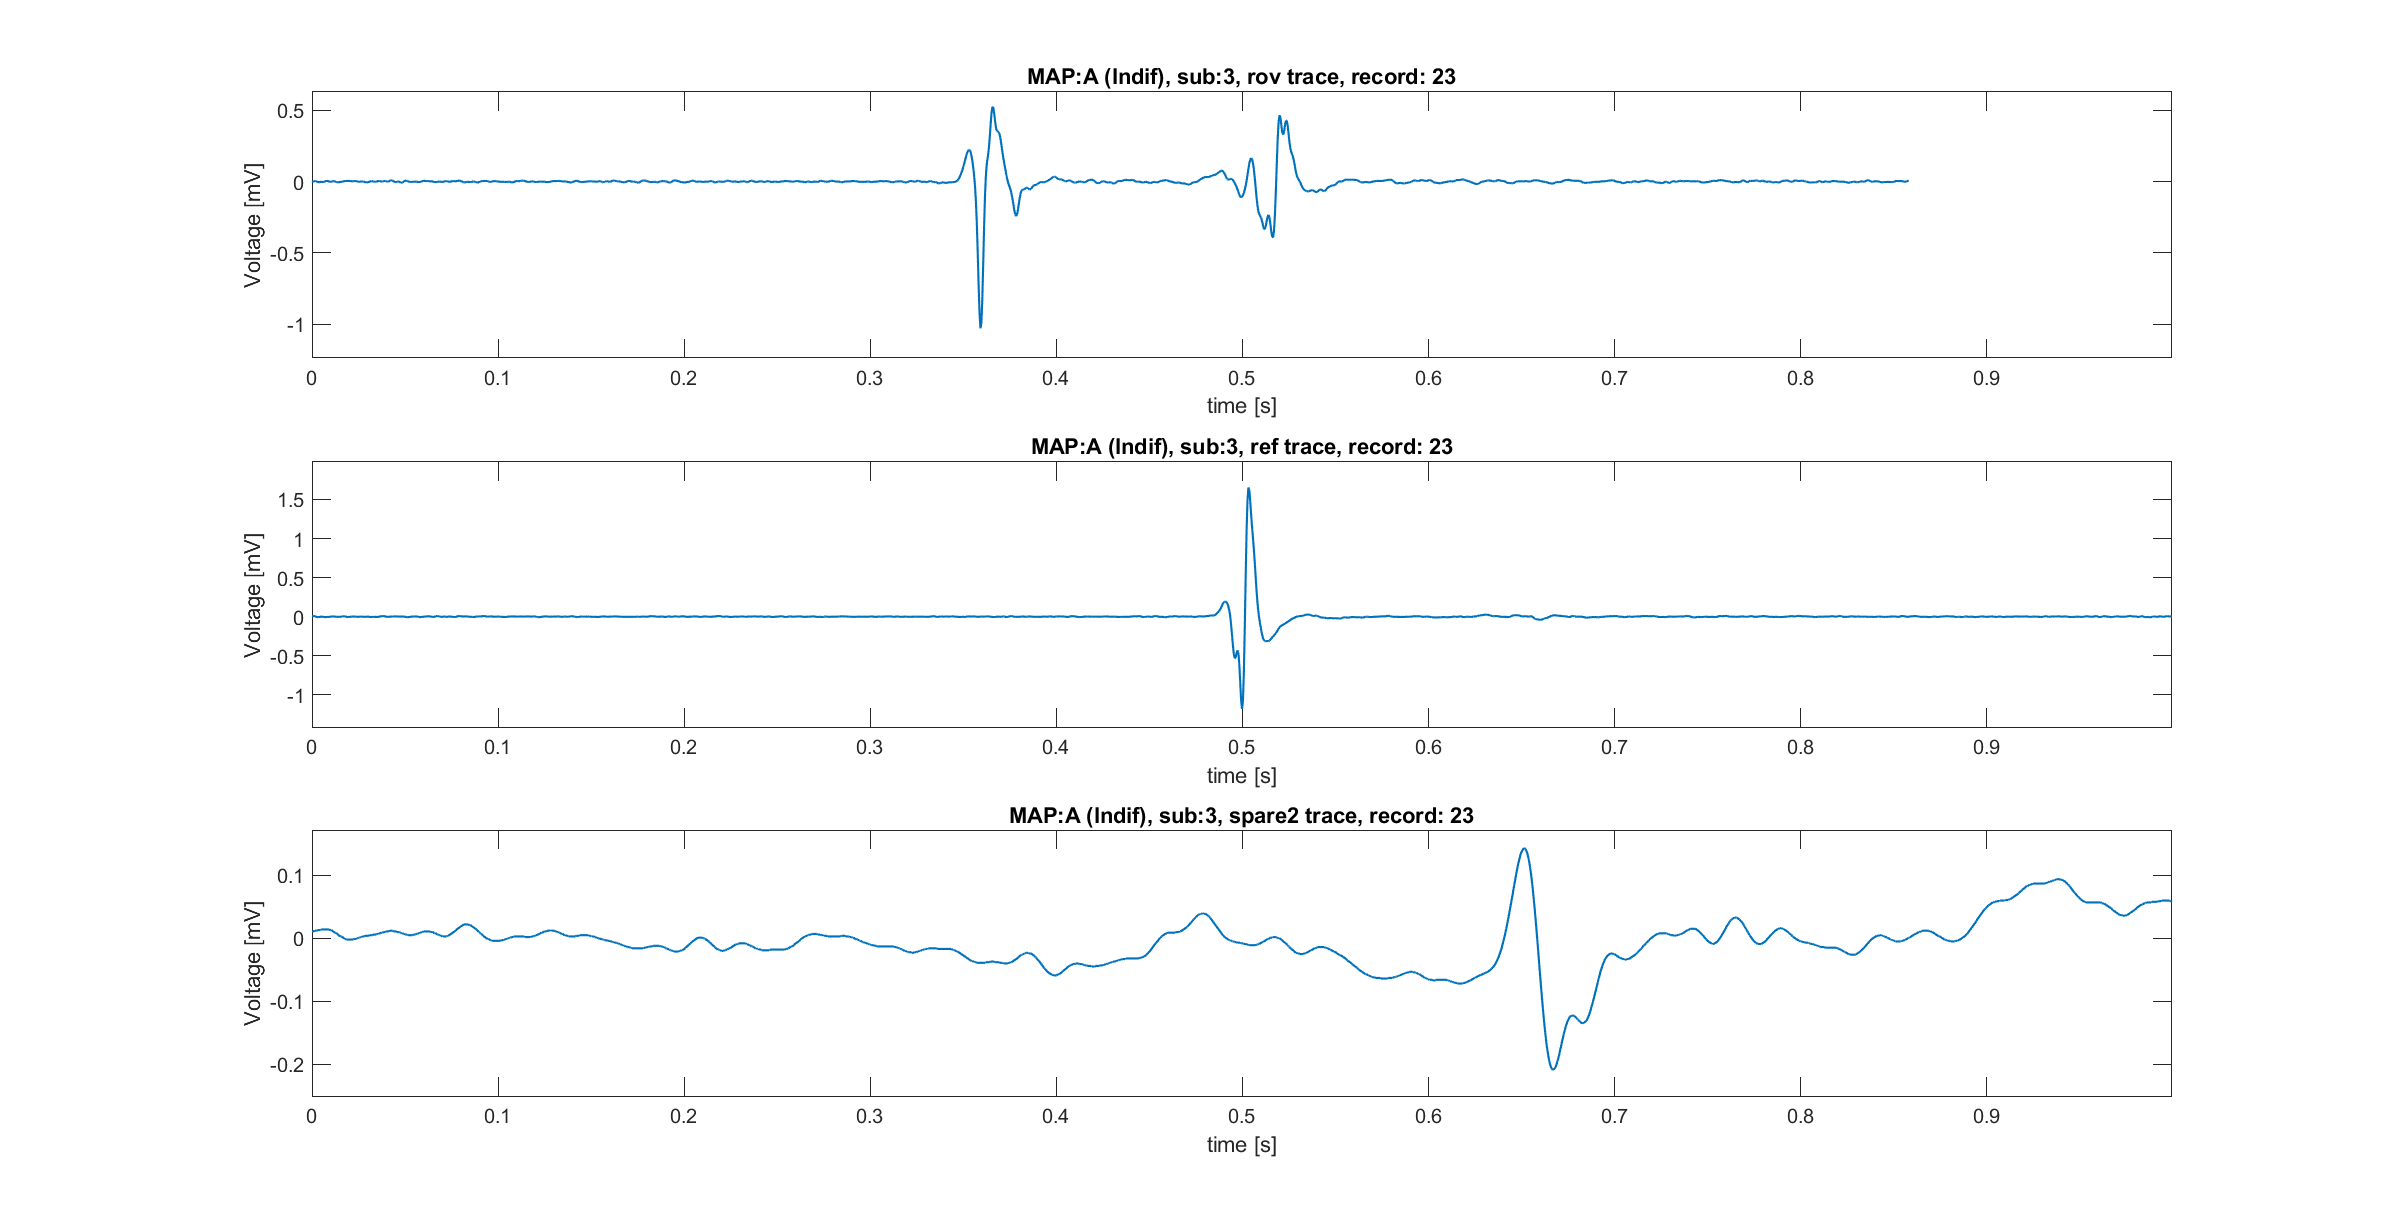 MAP:A (Indif), sub:3, rov trace, record: 23
0.5
0
-0.5
-1
Voltage [mV]
0 0.1 0.2 0.3 0.4 0.5 0.6 0.7 0.8 0.9
time [s]
MAP:A (Indif), sub:3, ref trace, record: 23
1.5
1
0.5
0
-0.5
-1
Voltage [mV]
0 0.1 0.2 0.3 0.4 0.5 0.6 0.7 0.8 0.9
time [s]
MAP:A (Indif), sub:3, spare2 trace, record: 23
0.1
0
-0.1
-0.2
Voltage [mV]
0 0.1 0.2 0.3 0.4 0.5 0.6 0.7 0.8 0.9
time [s]